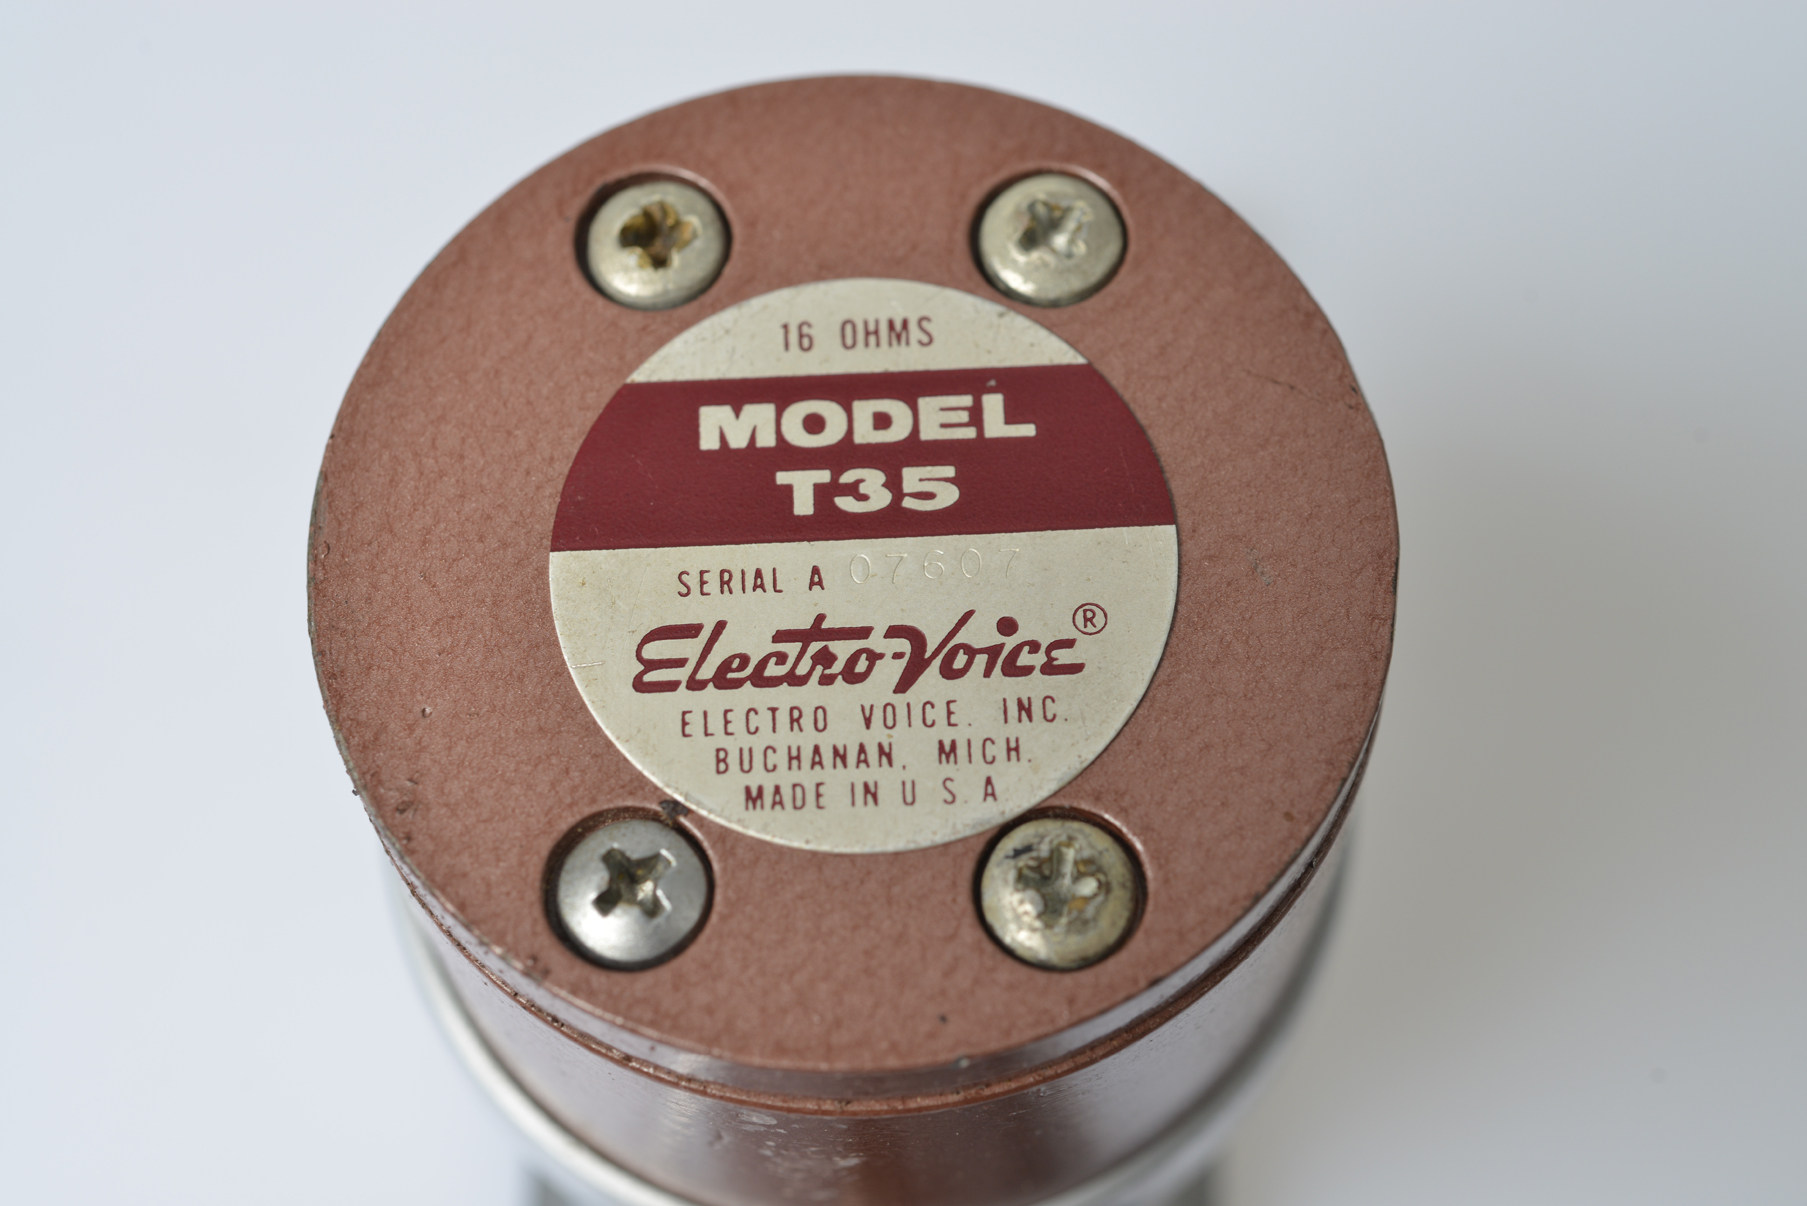 16 OHMS
MODEL
T35
SERIAL A 07607
Electro-Voice®
ELECTRO VOICE. INC.
BUCHANAN, MICH.
MADE IN U S. A